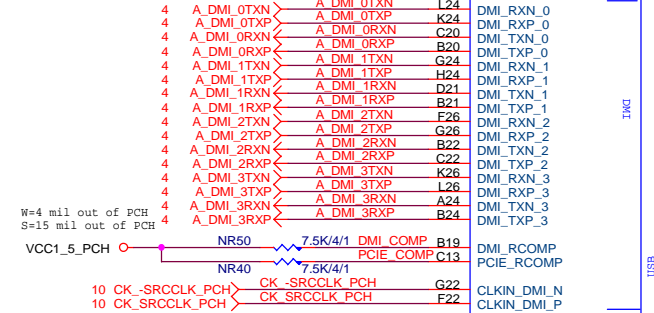 4 A_DMI_0TXN A_DMI_0TXN L24 DMI_RXN_0
4 A_DMI_0TXP A_DMI_0TXP K24 DMI_RXP_0
4 A_DMI_0RXN A_DMI_0RXN C20 DMI_TXN_0
4 A_DMI_0RXP A_DMI_0RXP B20 DMI_TXP_0
4 A_DMI_1TXN A_DMI_1TXN G24 DMI_RXN_1
4 A_DMI_1TXP A_DMI_1TXP H24 DMI_RXP_1
4 A_DMI_1RXN A_DMI_1RXN D21 DMI_TXN_1
4 A_DMI_1RXP A_DMI_1RXP B21 DMI_TXP_1
4 A_DMI_2TXN A_DMI_2TXN F26 DMI_RXN_2
4 A_DMI_2TXP A_DMI_2TXP G26 DMI_RXP_2
4 A_DMI_2RXN A_DMI_2RXN B22 DMI_TXN_2
4 A_DMI_2RXP A_DMI_2RXP C22 DMI_TXP_2
4 A_DMI_3TXN A_DMI_3TXN K26 DMI_RXN_3
4 A_DMI_3TXP A_DMI_3TXP L26 DMI_RXP_3
4 A_DMI_3RXN A_DMI_3RXN A24 DMI_TXN_3
4 A_DMI_3RXP A_DMI_3RXP B24 DMI_TXP_3
DMI
W=4 mil out of PCH
S=15 mil out of PCH
VCC1_5_PCH NR50 7.5K/4/1 DMI_COMP B19 DMI_RCOMP
NR40 7.5K/4/1 PCIE_COMP C13 PCIE_RCOMP
USB
10 CK_-SRCCLK_PCH CK_-SRCCLK_PCH G22 CLKIN_DMI_N
10 CK_SRCCLK_PCH CK_SRCCLK_PCH F22 CLKIN_DMI_P